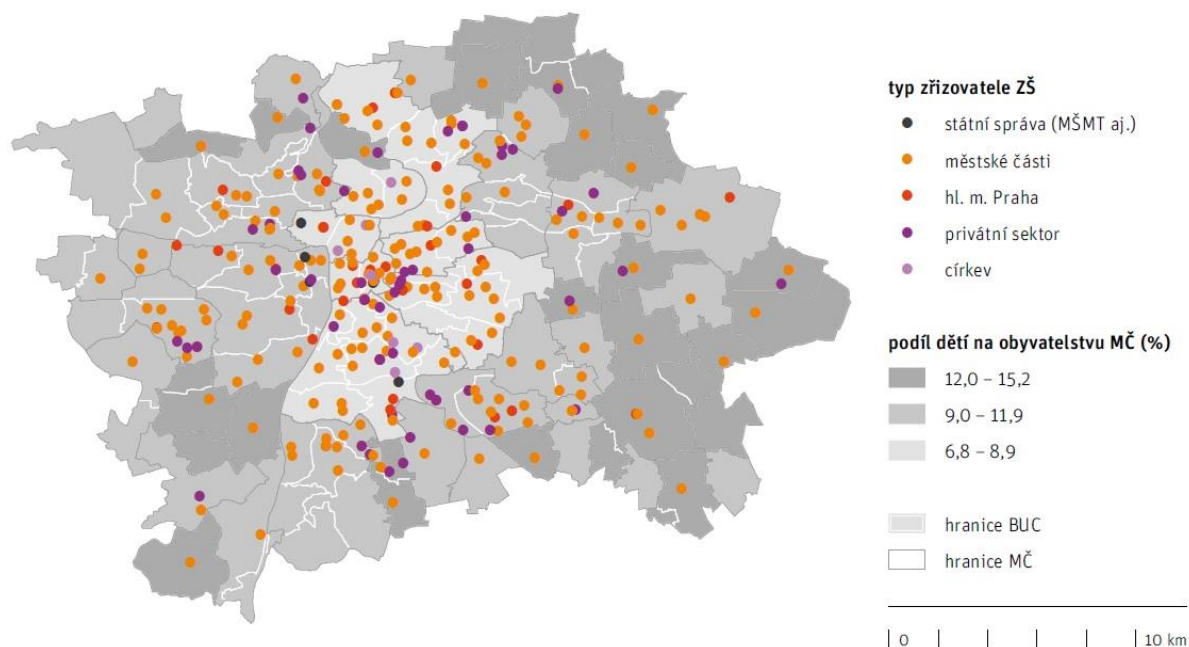 typ zřizovatele ZŠ
státní správa (MŠMT aj.)
městské části
hl. m. Praha
privátní sektor
církev
podíl dětí na obyvatelstvu MČ (%)
12,0 – 15,2
9,0 – 11,9
6,8 – 8,9
hranice BUC
hranice MČ
0 10 km